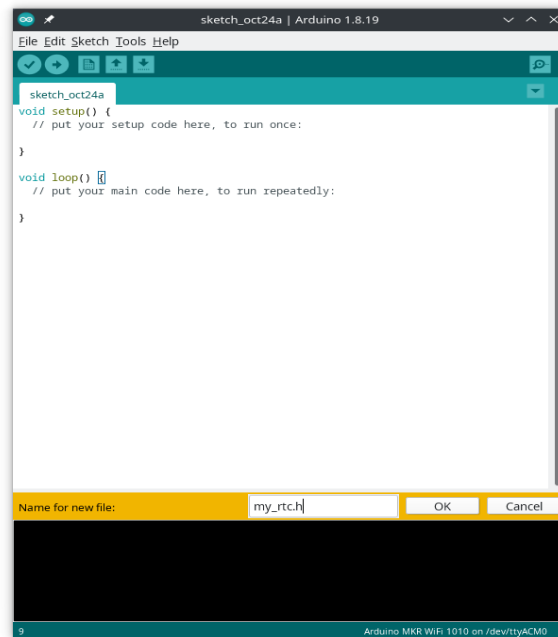 sketch_oct24a | Arduino 1.8.19
File Edit Sketch Tools Help
sketch_oct24a
void setup() {
  // put your setup code here, to run once:
}
void loop() {
  // put your main code here, to run repeatedly:
}
Name for new file: my_rtc.h OK Cancel
9 Arduino MKR WiFi 1010 on /dev/ttyACM0